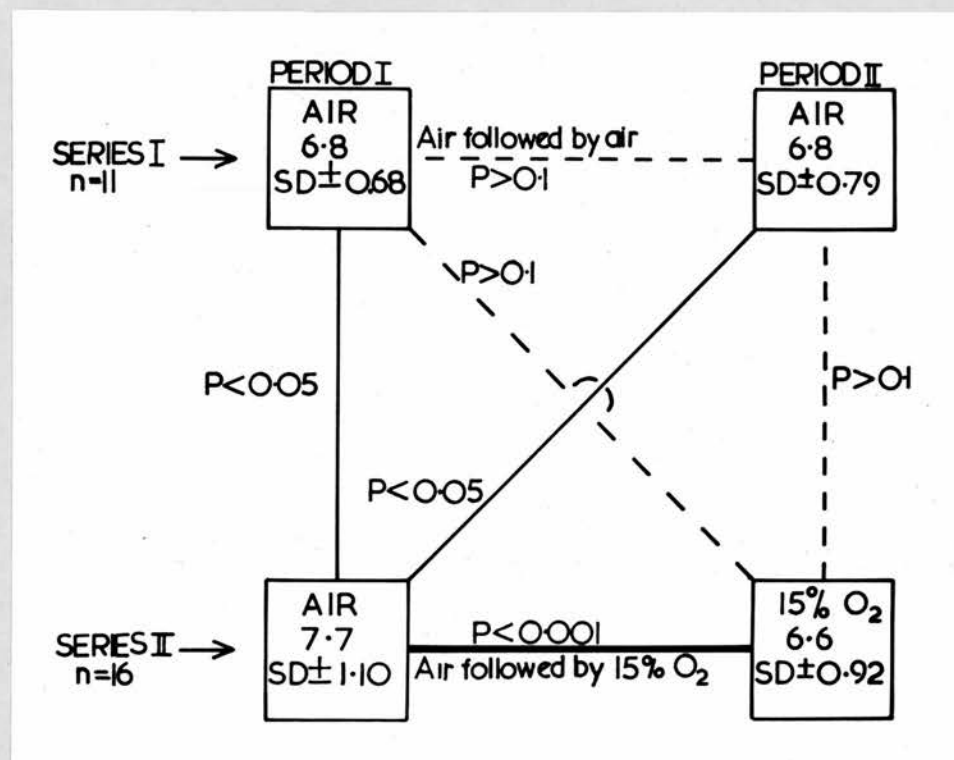 PERIOD I
PERIOD II
AIR
6·8
SD±0.68
Air followed by air
P>0·1
AIR
6·8
SD±0·79
SERIES I
n=11
P>0·1
P<0·05
P>0·1
P<0·05
AIR
7·7
SD±1·10
P<0·001
Air followed by 15% O₂
15% O₂
6·6
SD±0·92
SERIES II
n=16